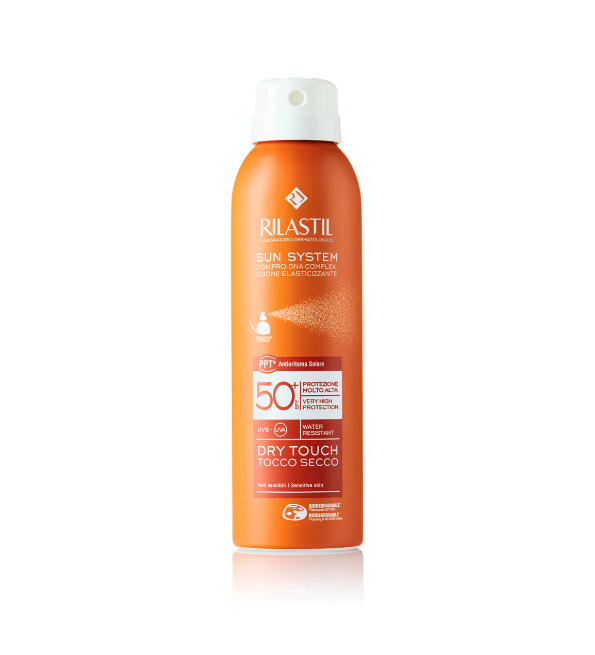 RILASTIL
LABORATORIO DERMATOLOGICO
SUN SYSTEM
CON PRO-DNA COMPLEX
AZIONE ELASTICIZZANTE
PPT® Antieritema Solare
50+ SPF
PROTEZIONE
MOLTO ALTA
VERY HIGH
PROTECTION
UVB - UVA
WATER
RESISTANT
DRY TOUCH
TOCCO SECCO
Pelli sensibili | Sensitive skin
BIODEGRADABILE*
BIODEGRADABLE*